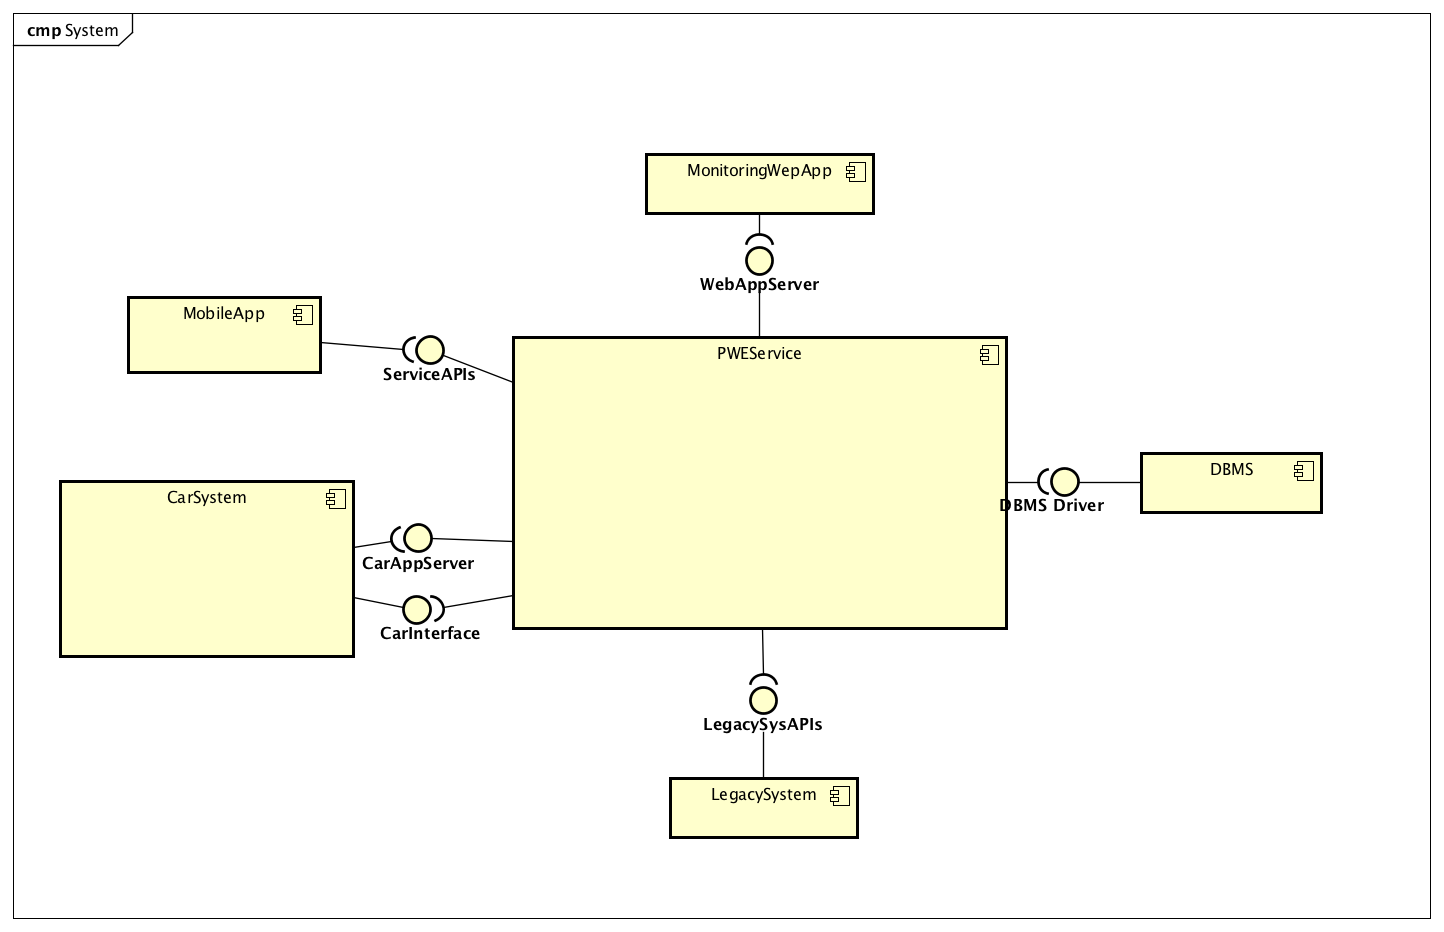 cmp System
MonitoringWepApp
WebAppServer
MobileApp
ServiceAPIs
PWEService
CarSystem
CarAppServer
CarInterface
DBMS
DBMS Driver
LegacySysAPIs
LegacySystem